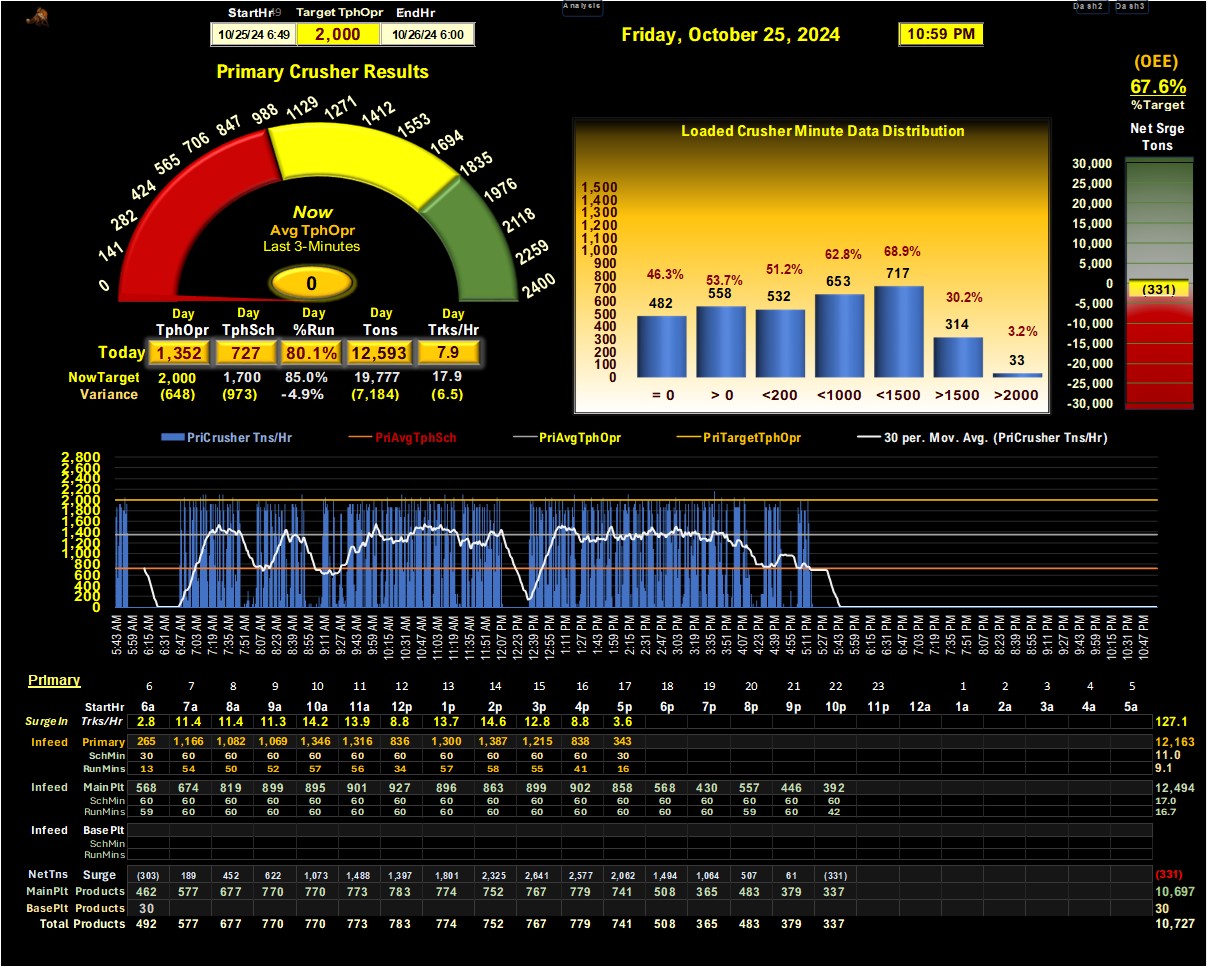 Analysis
Dash2 Dash3
StartHr Target TphOpr EndHr
10/25/24 6:49 2,000 10/26/24 6:00
Friday, October 25, 2024
10:59 PM
(OEE)
67.6%
%Target
Primary Crusher Results
0 141 282 424 565 706 847 988 1129 1271 1412 1553 1694 1835 1976 2118 2259 2400
Now
Avg TphOpr
Last 3-Minutes
0
Day Day Day Day Day
TphOpr TphSch %Run Tons Trks/Hr
Today 1,352 727 80.1% 12,593 7.9
NowTarget 2,000 1,700 85.0% 19,777 17.9
Variance (648) (973) -4.9% (7,184) (6.5)
Loaded Crusher Minute Data Distribution
1,500
1,400
1,300
1,200
1,100
1,000
900
800
700
600
500
400
300
200
100
0
46.3% 53.7% 51.2% 62.8% 68.9% 30.2% 3.2%
482 558 532 653 717 314 33
= 0 > 0 <200 <1000 <1500 >1500 >2000
Net Srge
Tons
30,000
25,000
20,000
15,000
10,000
5,000
0
-5,000
-10,000
-15,000
-20,000
-25,000
-30,000
(331)
PriCrusher Tns/Hr PriAvgTphSch PriAvgTphOpr PriTargetTphOpr 30 per. Mov. Avg. (PriCrusher Tns/Hr)
2,800
2,600
2,400
2,200
2,000
1,800
1,600
1,400
1,200
1,000
800
600
400
200
0
5:43 AM 5:59 AM 6:15 AM 6:31 AM 6:47 AM 7:03 AM 7:19 AM 7:35 AM 7:51 AM 8:07 AM 8:23 AM 8:39 AM 8:55 AM 9:11 AM 9:27 AM 9:43 AM 9:59 AM 10:15 AM 10:31 AM 10:47 AM 11:03 AM 11:19 AM 11:35 AM 11:51 AM 12:07 PM 12:23 PM 12:39 PM 12:55 PM 1:11 PM 1:27 PM 1:43 PM 1:59 PM 2:15 PM 2:31 PM 2:47 PM 3:03 PM 3:19 PM 3:35 PM 3:51 PM 4:07 PM 4:23 PM 4:39 PM 4:55 PM 5:11 PM 5:27 PM 5:43 PM 5:59 PM 6:15 PM 6:31 PM 6:47 PM 7:03 PM 7:19 PM 7:35 PM 7:51 PM 8:07 PM 8:23 PM 8:39 PM 8:55 PM 9:11 PM 9:27 PM 9:43 PM 9:59 PM 10:15 PM 10:31 PM 10:47 PM
Primary 6 7 8 9 10 11 12 13 14 15 16 17 18 19 20 21 22 23 1 2 3 4 5
StartHr 6a 7a 8a 9a 10a 11a 12p 1p 2p 3p 4p 5p 6p 7p 8p 9p 10p 11p 12a 1a 2a 3a 4a 5a
SurgeIn Trks/Hr 2.8 11.4 11.4 11.3 14.2 13.9 8.8 13.7 14.6 12.8 8.8 3.6 127.1
Infeed Primary 265 1,166 1,082 1,069 1,346 1,316 836 1,300 1,387 1,215 838 343 12,163
SchMin 30 60 60 60 60 60 60 60 60 60 60 30 11.0
RunMins 13 54 50 52 57 56 34 57 58 55 41 16 9.1
Infeed MainPlt 568 674 819 899 895 901 927 896 863 899 902 858 568 430 557 446 392 12,494
SchMin 60 60 60 60 60 60 60 60 60 60 60 60 60 60 60 60 60 17.0
RunMins 59 60 60 60 60 60 60 60 60 60 60 60 60 60 59 60 42 16.7
Infeed BasePlt
SchMin
RunMins
NetTns Surge (303) 189 452 622 1,073 1,488 1,397 1,801 2,325 2,641 2,577 2,062 1,494 1,064 507 61 (331) (331)
MainPlt Products 462 577 677 770 770 773 783 774 752 767 779 741 508 365 483 379 337 10,697
BasePlt Products 30 30
Total Products 492 577 677 770 770 773 783 774 752 767 779 741 508 365 483 379 337 10,727